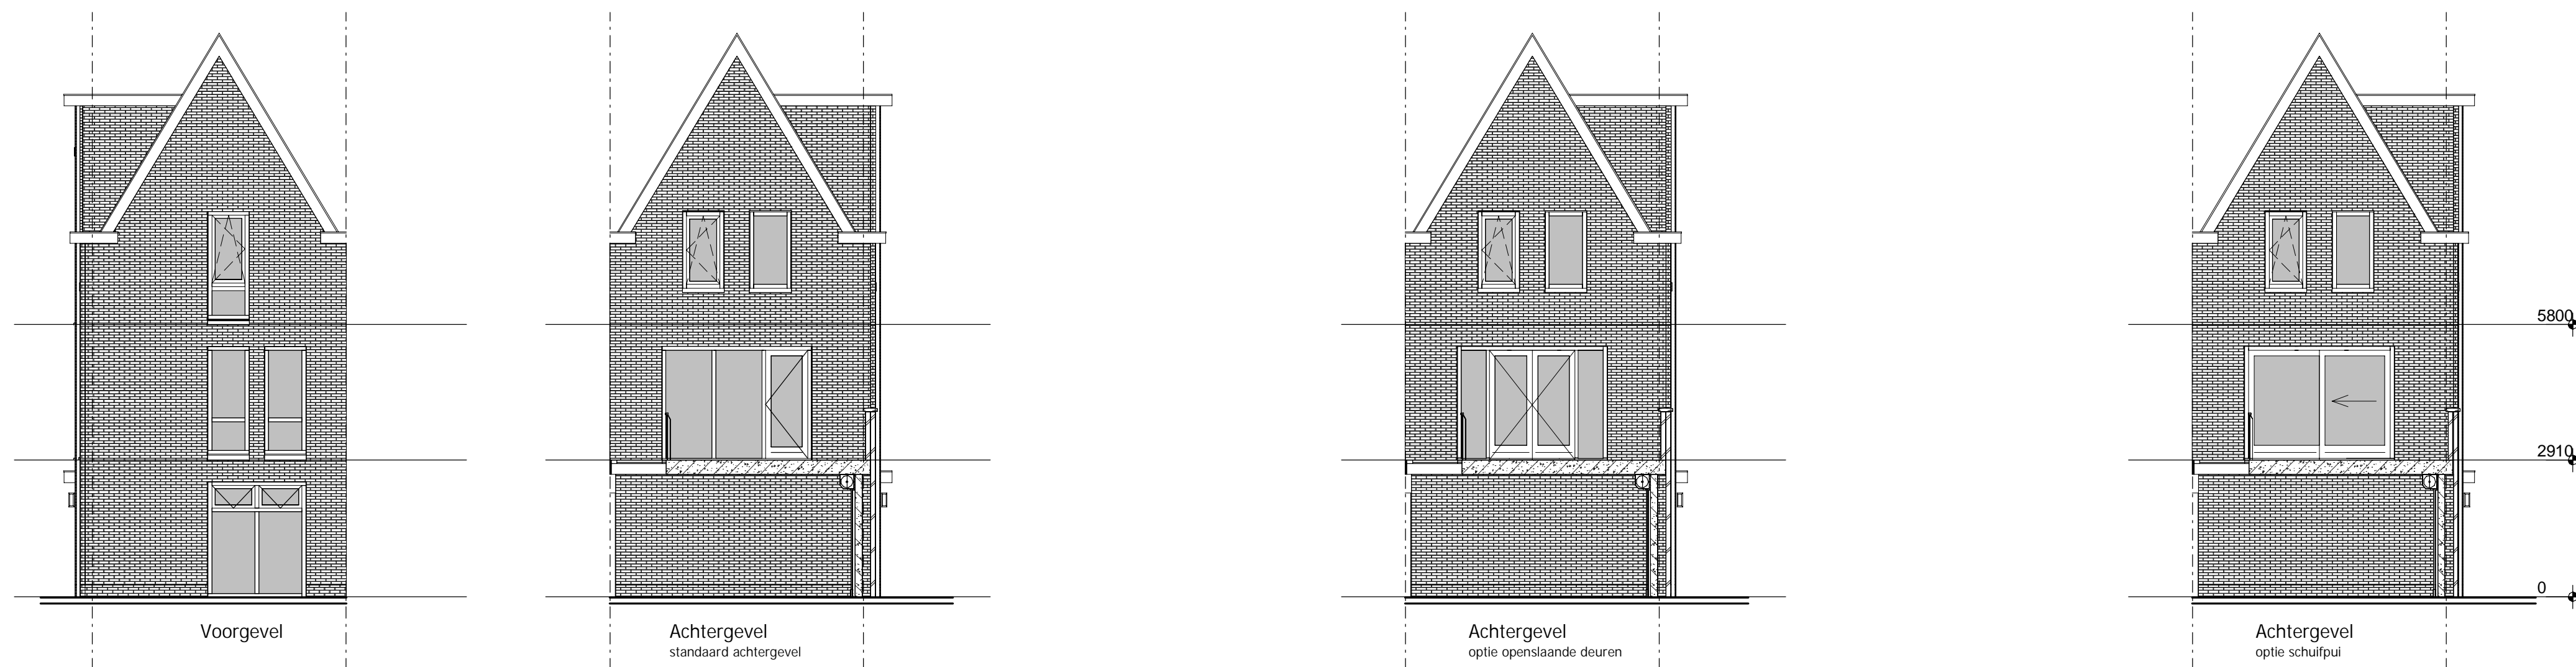 5800
2910
0
Voorgevel
Achtergevel
standaard achtergevel
Achtergevel
optie openslaande deuren
Achtergevel
optie schuifpui